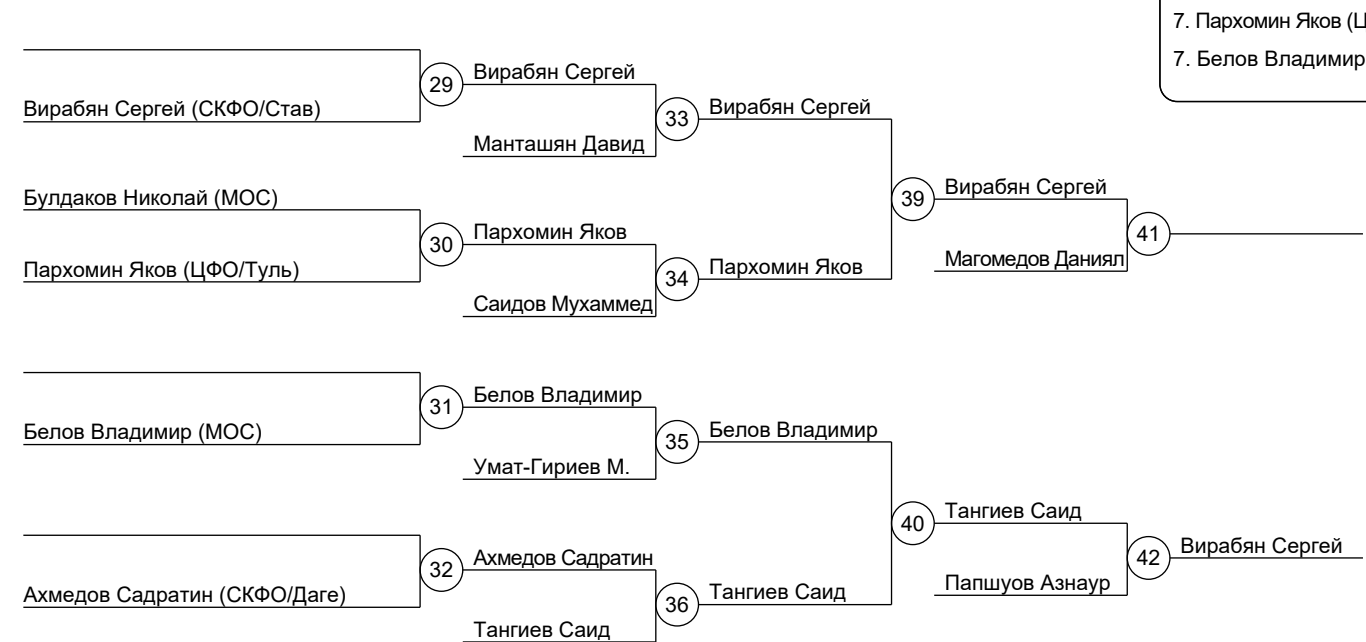 7. Пархомин Яков (Ц
7. Белов Владимир
Вирабян Сергей (СКФО/Став)
29
Вирабян Сергей
Манташян Давид
33
Вирабян Сергей
Булдаков Николай (МОС)
Пархомин Яков (ЦФО/Туль)
30
Пархомин Яков
Саидов Мухаммед
34
Пархомин Яков
39
Вирабян Сергей
Магомедов Даниял
41
Белов Владимир (МОС)
31
Белов Владимир
Умат-Гириев М.
35
Белов Владимир
Ахмедов Садратин (СКФО/Даге)
32
Ахмедов Садратин
Тангиев Саид
36
Тангиев Саид
40
Тангиев Саид
Папшуов Азнаур
42
Вирабян Сергей